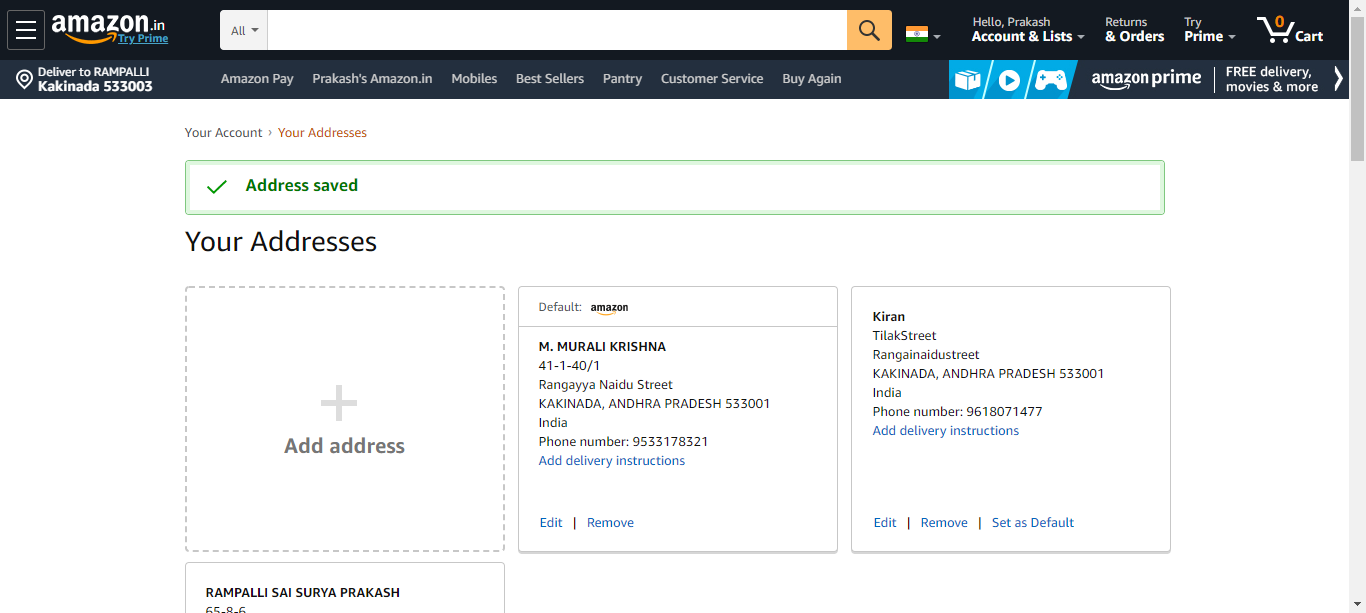 amazon.in
Try Prime
All
Hello, Prakash
Account & Lists
Returns
& Orders
Try
Prime
0
Cart
Deliver to RAMPALLI
Kakinada 533003
Amazon Pay
Prakash's Amazon.in
Mobiles
Best Sellers
Pantry
Customer Service
Buy Again
amazon prime
FREE delivery,
movies & more
Your Account › Your Addresses
Address saved
Your Addresses
Add address
Default: amazon
M. MURALI KRISHNA
41-1-40/1
Rangayya Naidu Street
KAKINADA, ANDHRA PRADESH 533001
India
Phone number: 9533178321
Add delivery instructions
Edit | Remove
Kiran
TilakStreet
Rangainaidustreet
KAKINADA, ANDHRA PRADESH 533001
India
Phone number: 9618071477
Add delivery instructions
Edit | Remove | Set as Default
RAMPALLI SAI SURYA PRAKASH
65-8-6